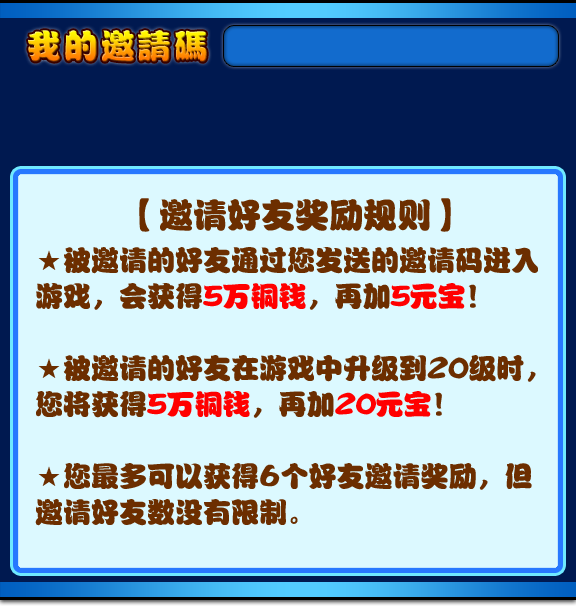 我的邀請碼
【邀请好友奖励规则】
★被邀请的好友通过您发送的邀请码进入
游戏，会获得5万铜钱，再加5元宝！
★被邀请的好友在游戏中升级到20级时，
您将获得5万铜钱，再加20元宝！
★您最多可以获得6个好友邀请奖励，但
邀请好友数没有限制。